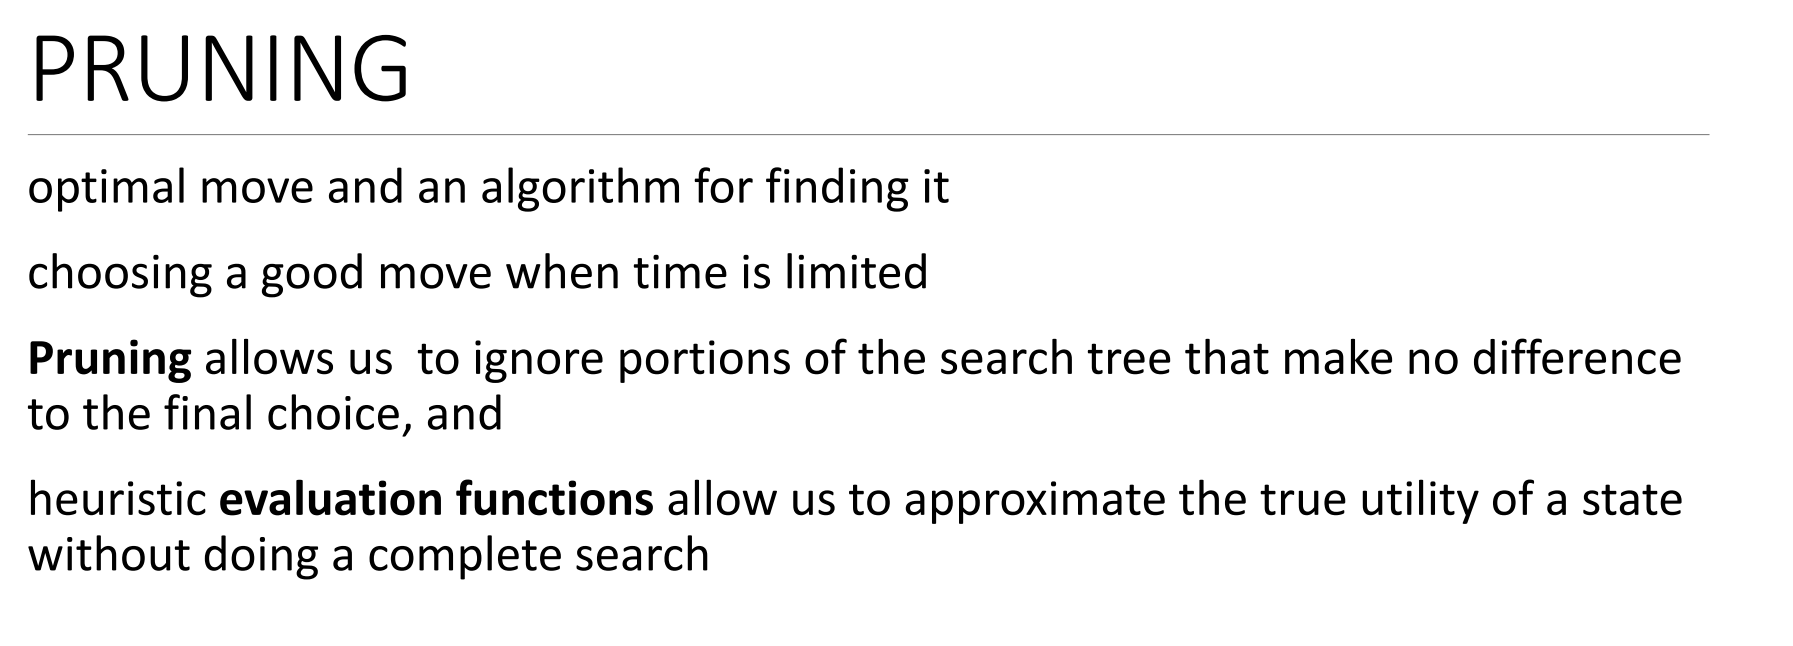 PRUNING
optimal move and an algorithm for finding it
choosing a good move when time is limited
Pruning allows us  to ignore portions of the search tree that make no difference
to the final choice, and
heuristic evaluation functions allow us to approximate the true utility of a state
without doing a complete search